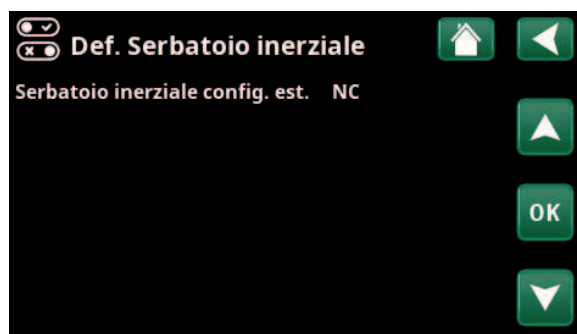 Def. Serbatoio inerziale
Serbatoio inerziale config. est. NC
OK